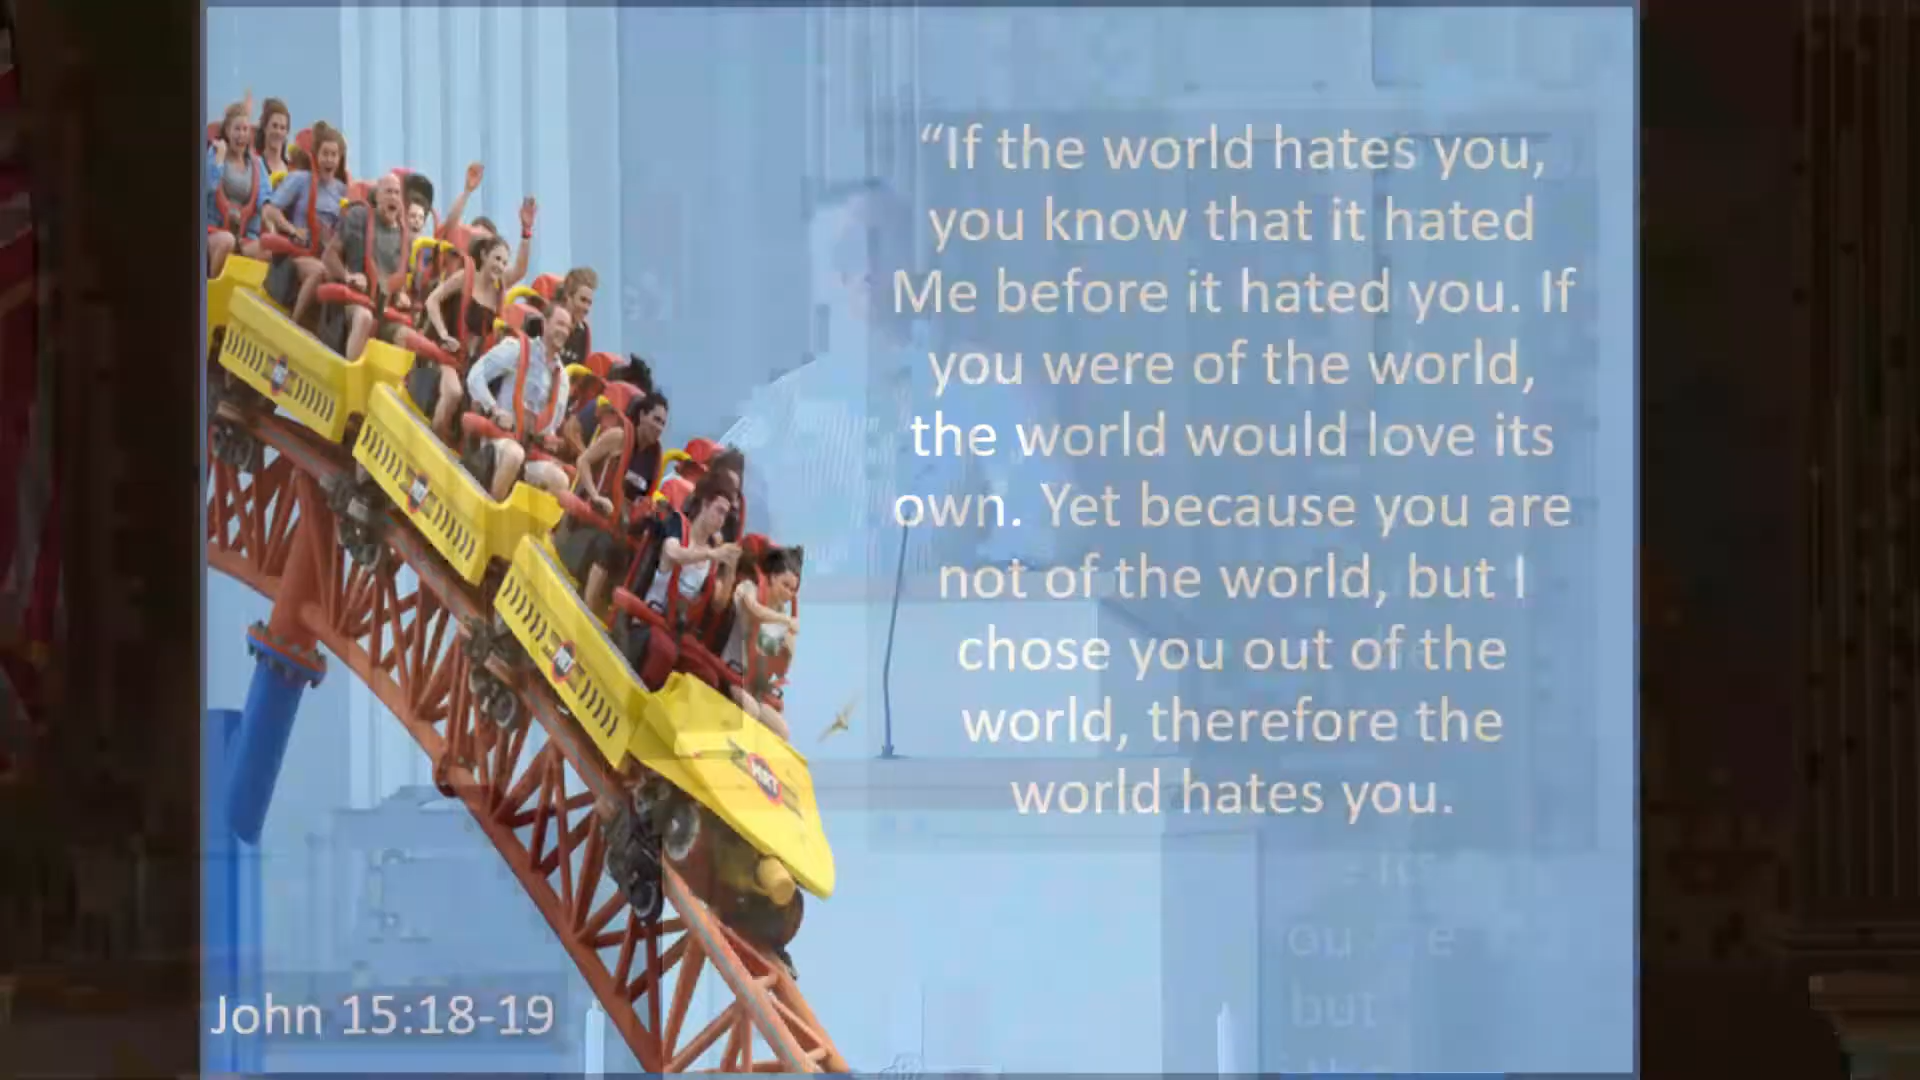 “If the world hates you,
you know that it hated
Me before it hated you. If
you were of the world,
the world would love its
own. Yet because you are
not of the world, but I
chose you out of the
world, therefore the
world hates you.
but
John 15:18-19